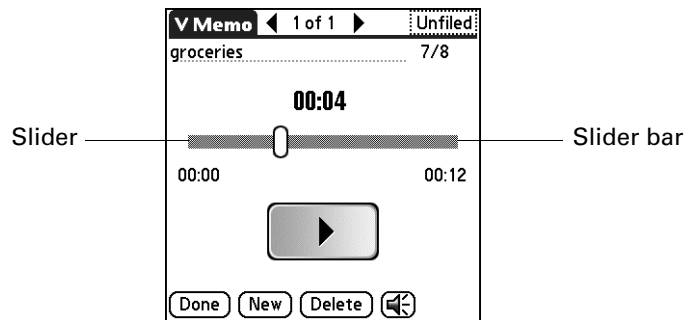 V Memo 1 of 1 Unfiled
groceries 7/8
00:04
Slider Slider bar
00:00 00:12
Done New Delete